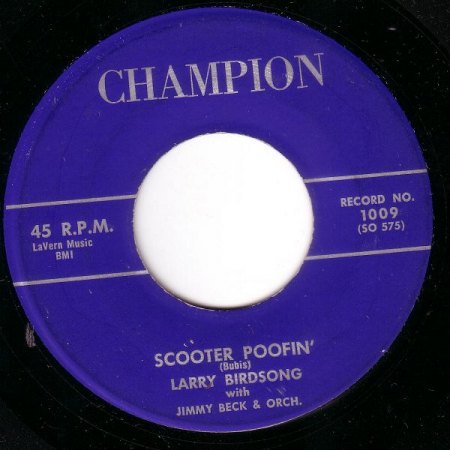 CHAMPION
45 R.P.M.
LaVern Music
BMI
RECORD NO.
1009
(SO 575)
SCOOTER POOFIN'
(Bubis)
LARRY BIRDSONG
with
JIMMY BECK & ORCH.